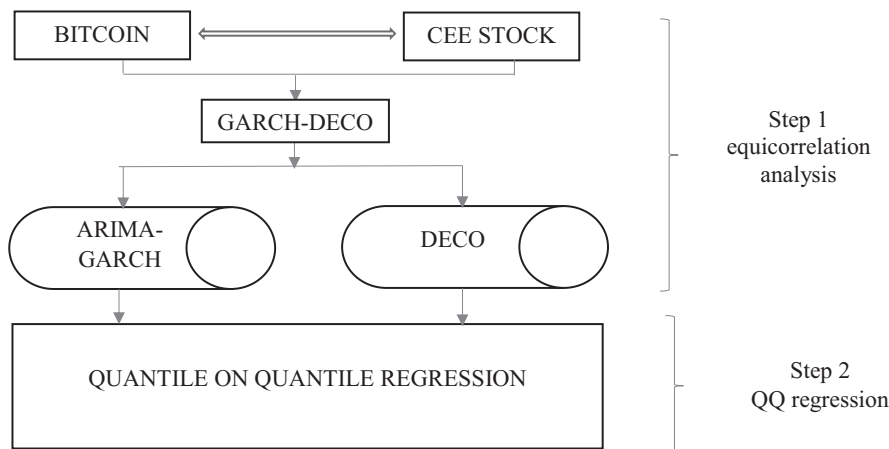 BITCOIN
CEE STOCK
GARCH-DECO
Step 1
equicorrelation
analysis
ARIMA-
GARCH
DECO
QUANTILE ON QUANTILE REGRESSION
Step 2
QQ regression